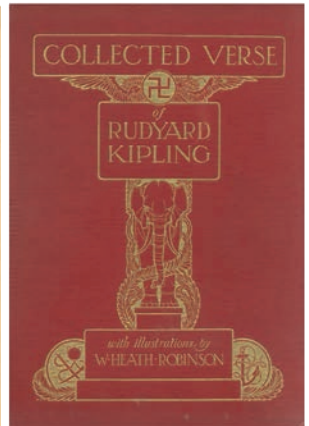 COLLECTED VERSE
of
RUDYARD
KIPLING
with Illustrations by
W·HEATH·ROBINSON